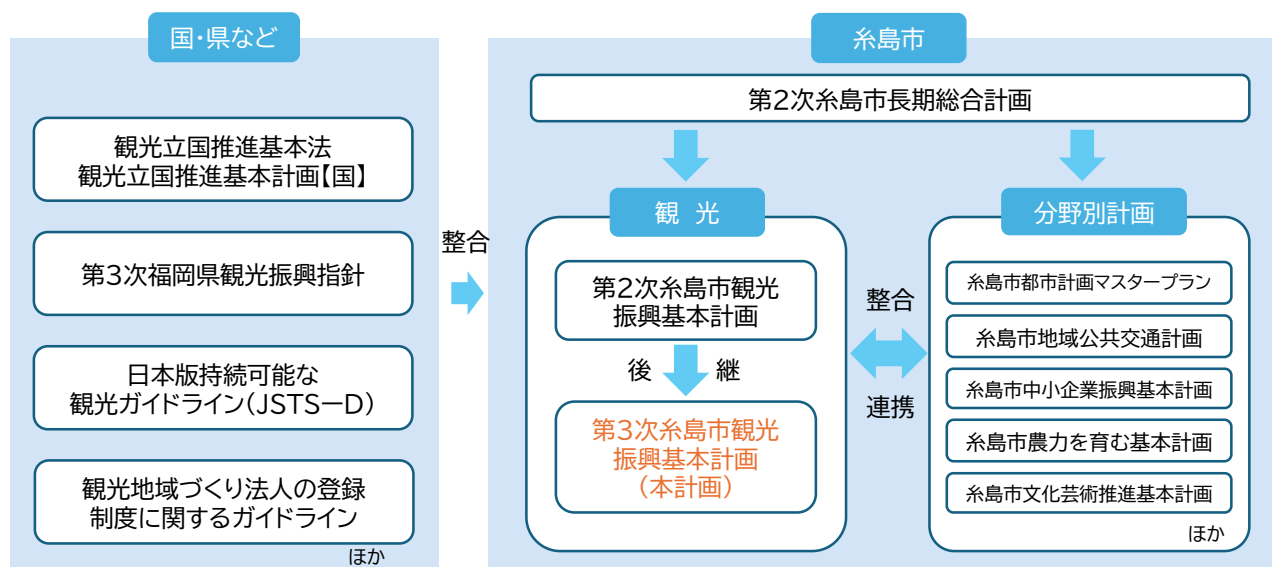 国・県など
観光立国推進基本法
観光立国推進基本計画【国】
第3次福岡県観光振興指針
日本版持続可能な
観光ガイドライン(JSTSーD)
観光地域づくり法人の登録
制度に関するガイドライン
ほか
整合
糸島市
第2次糸島市長期総合計画
観 光
第2次糸島市観光
振興基本計画
後 継
第3次糸島市観光
振興基本計画
(本計画)
整合
連携
分野別計画
糸島市都市計画マスタープラン
糸島市地域公共交通計画
糸島市中小企業振興基本計画
糸島市農力を育む基本計画
糸島市文化芸術推進基本計画
ほか